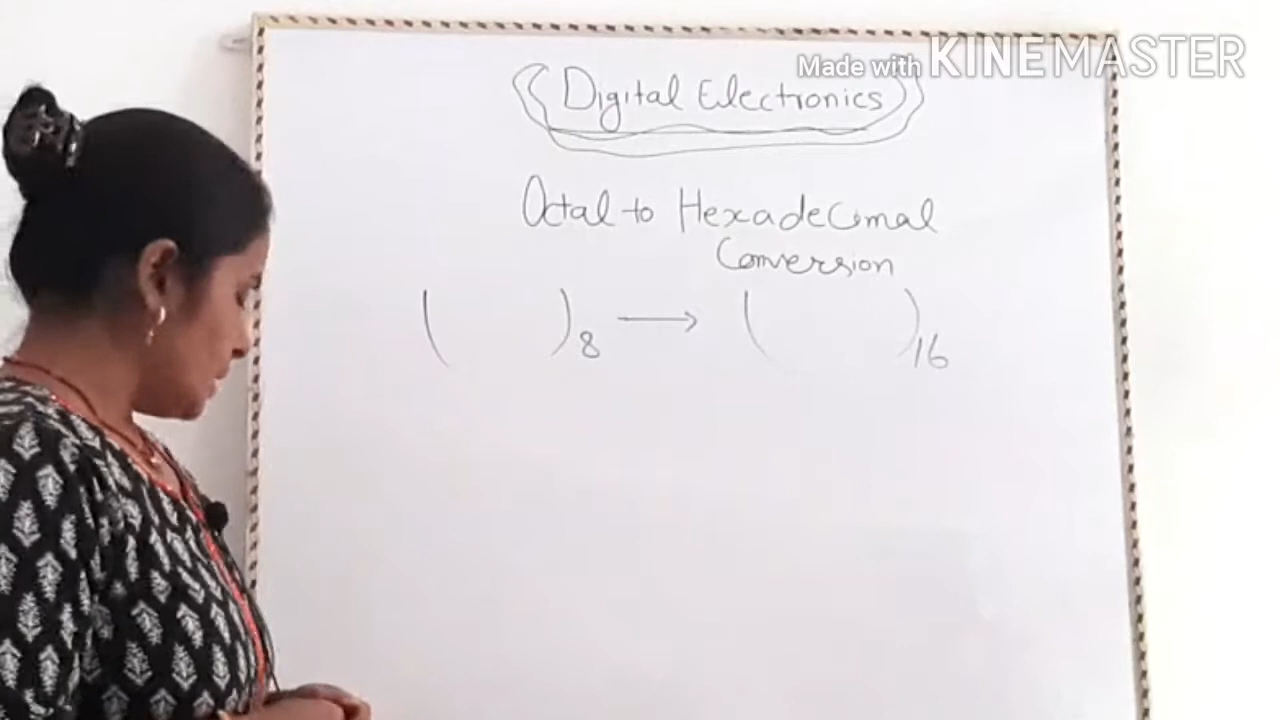 Made with KINEMASTER
Digital Electronics
Octal to Hexadecimal
Conversion
( )8 → ( )16